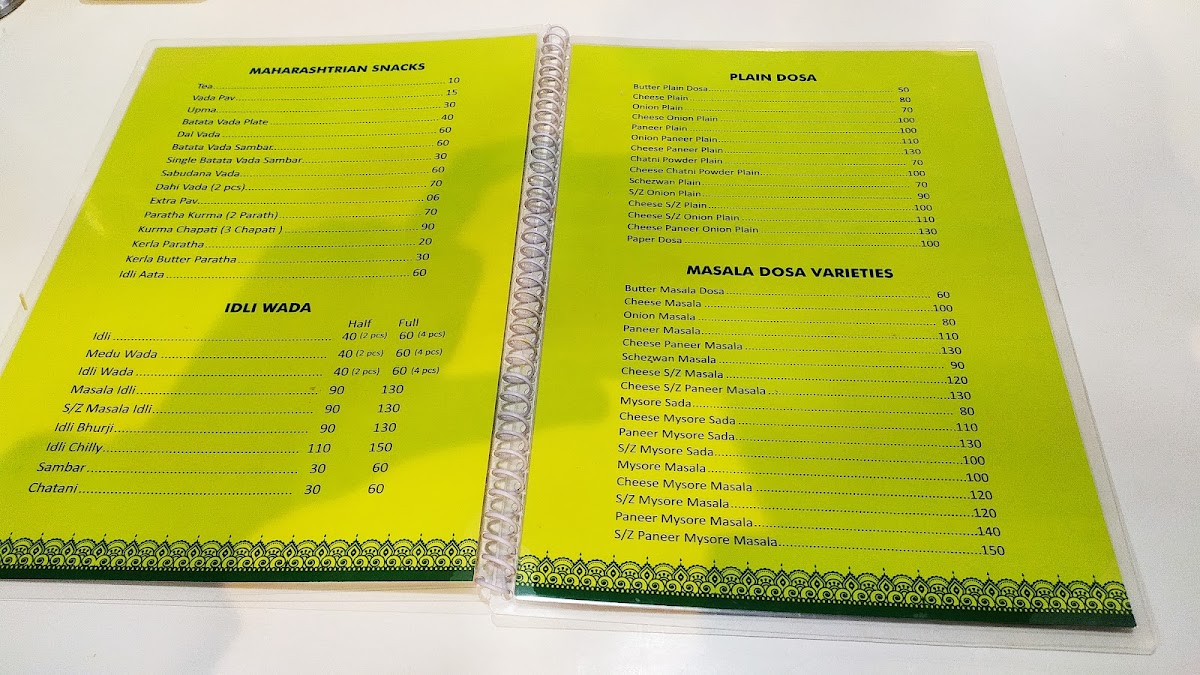 MAHARASHTRIAN SNACKS
Tea 10
Vada Pav 15
Upma 30
Batata Vada Plate 40
Dal Vada 60
Batata Vada Sambar 60
Single Batata Vada Sambar 30
Sabudana Vada 60
Dahi Vada (2 pcs) 70
Extra Pav 06
Paratha Kurma (2 Parath) 70
Kurma Chapati (3 Chapati ) 90
Kerla Paratha 20
Kerla Butter Paratha 30
Idli Aata 60
IDLI WADA
Half Full
Idli 40 (2 pcs) 60 (4 pcs)
Medu Wada 40 (2 pcs) 60 (4 pcs)
Idli Wada 40 (2 pcs) 60 (4 pcs)
Masala Idli 90 130
S/Z Masala Idli 90 130
Idli Bhurji 90 130
Idli Chilly 110 150
Sambar 30 60
Chatani 30 60
PLAIN DOSA
Butter Plain Dosa 50
Cheese Plain 80
Onion Plain 70
Cheese Onion Plain 100
Paneer Plain 100
Onion Paneer Plain 110
Cheese Paneer Plain 130
Chatni Powder Plain 70
Cheese Chatni Powder Plain 100
Schezwan Plain 70
S/Z Onion Plain 90
Cheese S/Z Plain 100
Cheese S/Z Onion Plain 110
Cheese Paneer Onion Plain 130
Paper Dosa 100
MASALA DOSA VARIETIES
Butter Masala Dosa 60
Cheese Masala 100
Onion Masala 80
Paneer Masala 110
Cheese Paneer Masala 130
Schezwan Masala 90
Cheese S/Z Masala 120
Cheese S/Z Paneer Masala 130
Mysore Sada 80
Cheese Mysore Sada 110
Paneer Mysore Sada 130
S/Z Mysore Sada 100
Mysore Masala 100
Cheese Mysore Masala 120
S/Z Mysore Masala 120
Paneer Mysore Masala 140
S/Z Paneer Mysore Masala 150